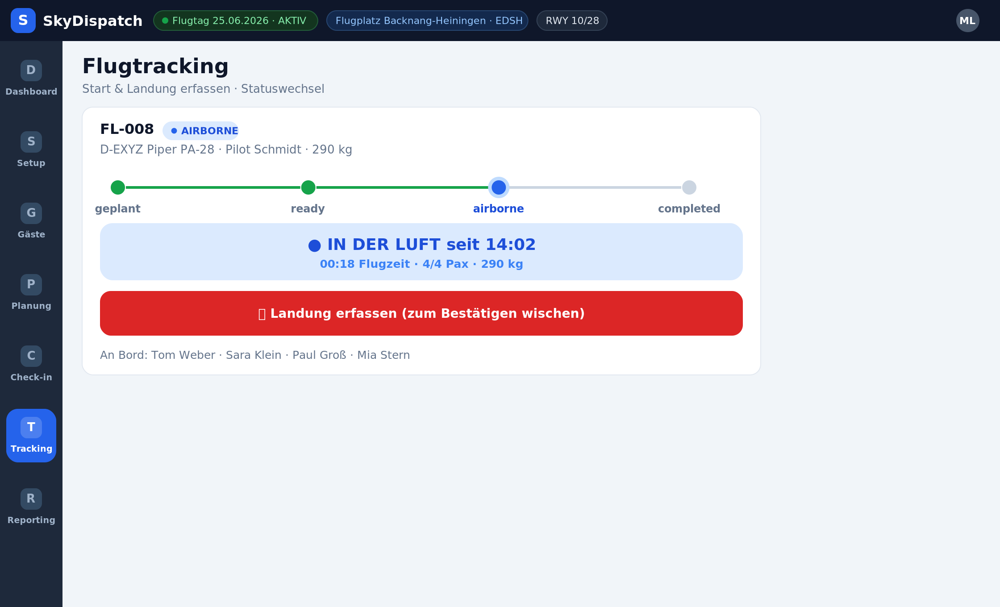 S SkyDispatch
Flugtag 25.06.2026 · AKTIV
Flugplatz Backnang-Heiningen · EDSH
RWY 10/28
ML
D
Dashboard
S
Setup
G
Gäste
P
Planung
C
Check-in
T
Tracking
R
Reporting
Flugtracking
Start & Landung erfassen · Statuswechsel
FL-008 ● AIRBORNE
D-EXYZ Piper PA-28 · Pilot Schmidt · 290 kg
geplant ready airborne completed
● IN DER LUFT seit 14:02
00:18 Flugzeit · 4/4 Pax · 290 kg
Landung erfassen (zum Bestätigen wischen)
An Bord: Tom Weber · Sara Klein · Paul Groß · Mia Stern